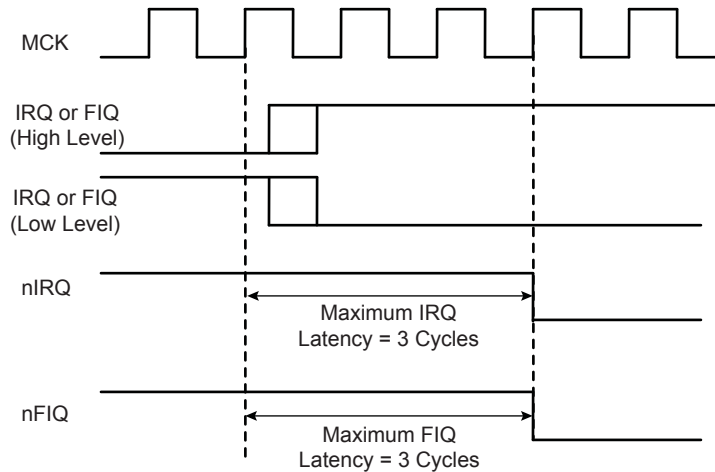 MCK
IRQ or FIQ
(High Level)
IRQ or FIQ
(Low Level)
nIRQ
Maximum IRQ
Latency = 3 Cycles
nFIQ
Maximum FIQ
Latency = 3 Cycles